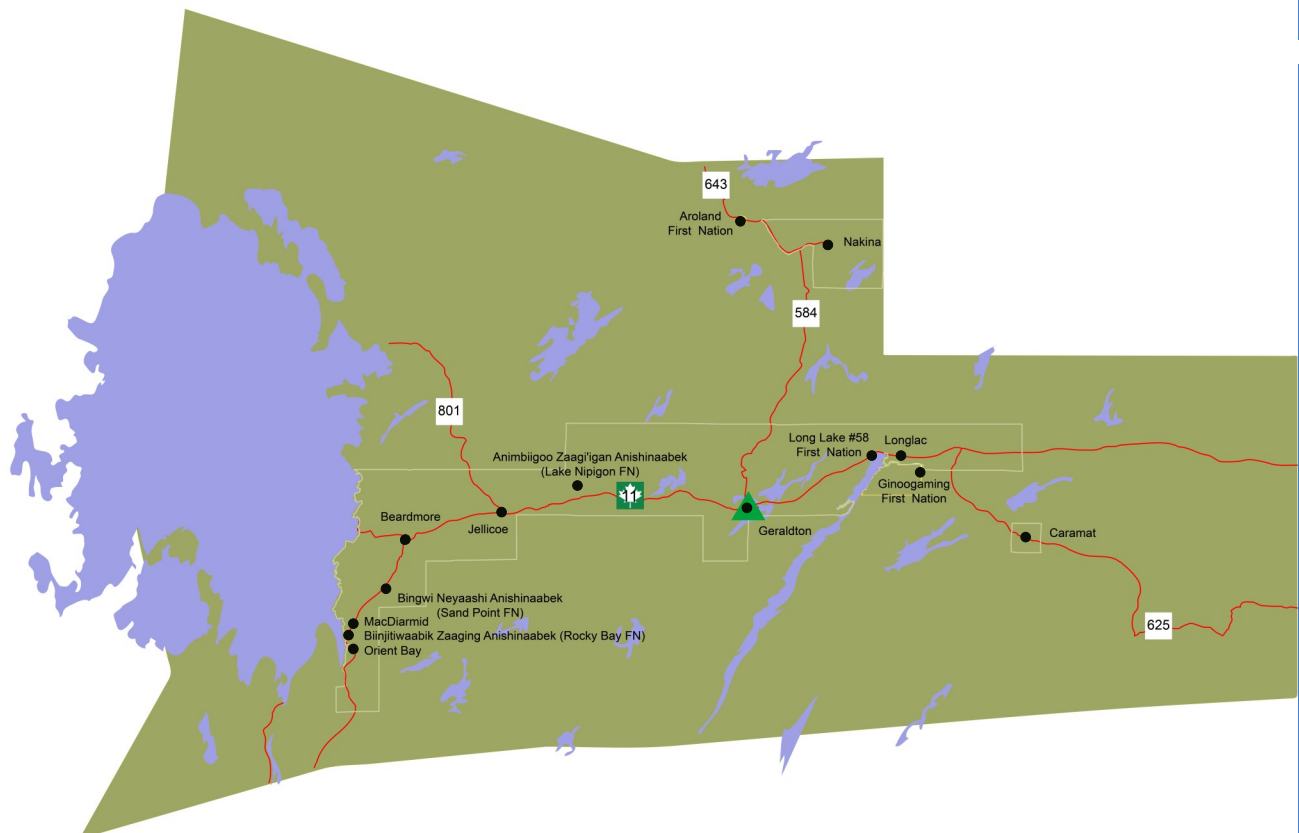 643
Aroland
First Nation
Nakina
584
801
Long Lake #58
First Nation
Longlac
Animbiigoo Zaagi'igan Anishinaabek
(Lake Nipigon FN)
Ginoogaming
First Nation
11
Beardmore
Jellicoe
Geraldton
Caramat
Bingwi Neyaashi Anishinaabek
(Sand Point FN)
MacDiarmid
625
Biinjitiwaabik Zaaging Anishinaabek (Rocky Bay FN)
Orient Bay